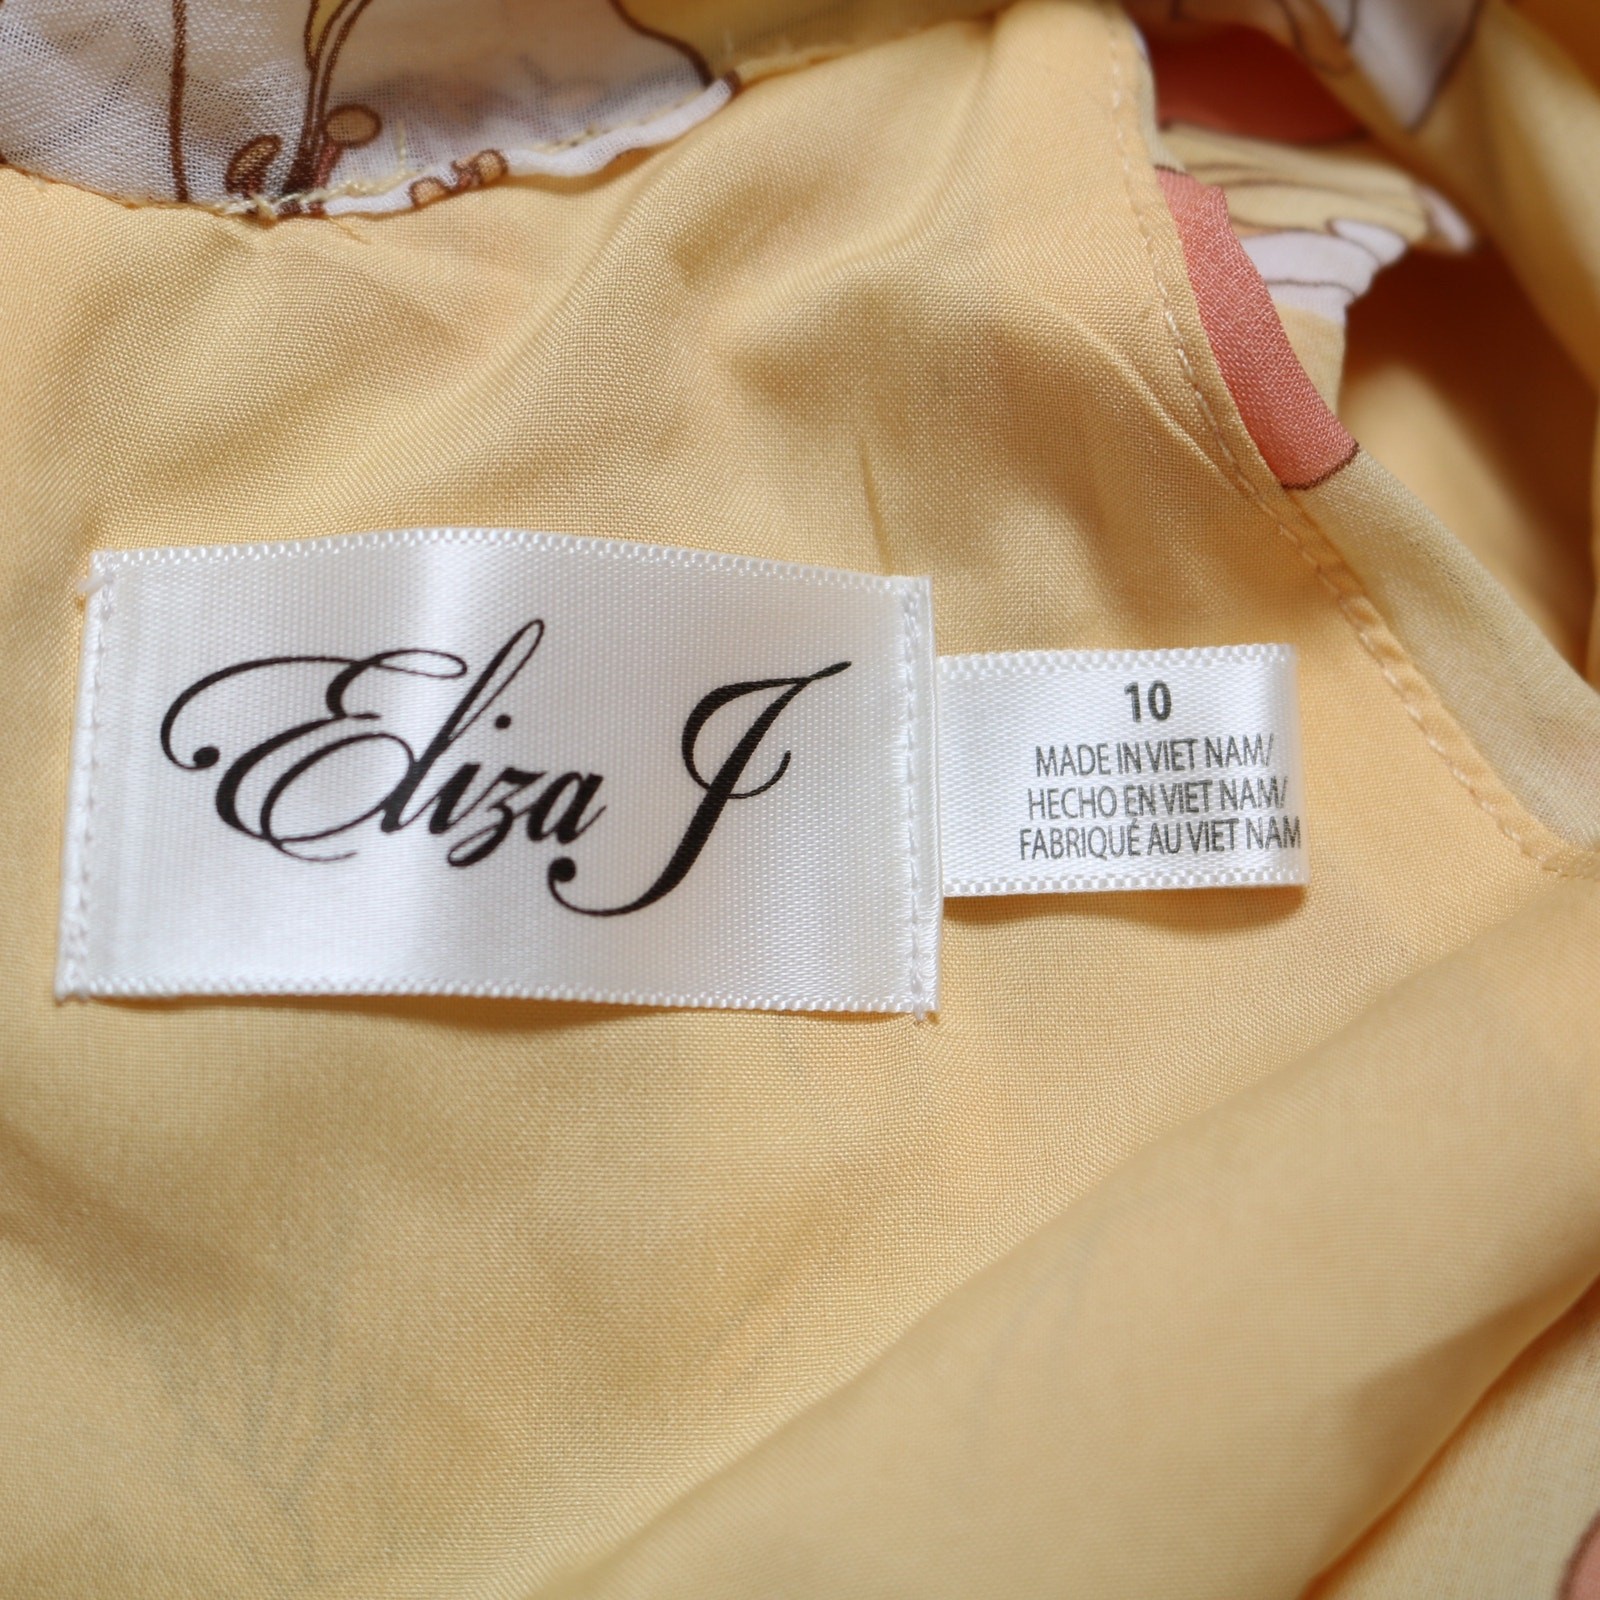 Eliza J
10
MADE IN VIET NAM/
HECHO EN VIET NAM/
FABRIQUÉ AU VIET NAM